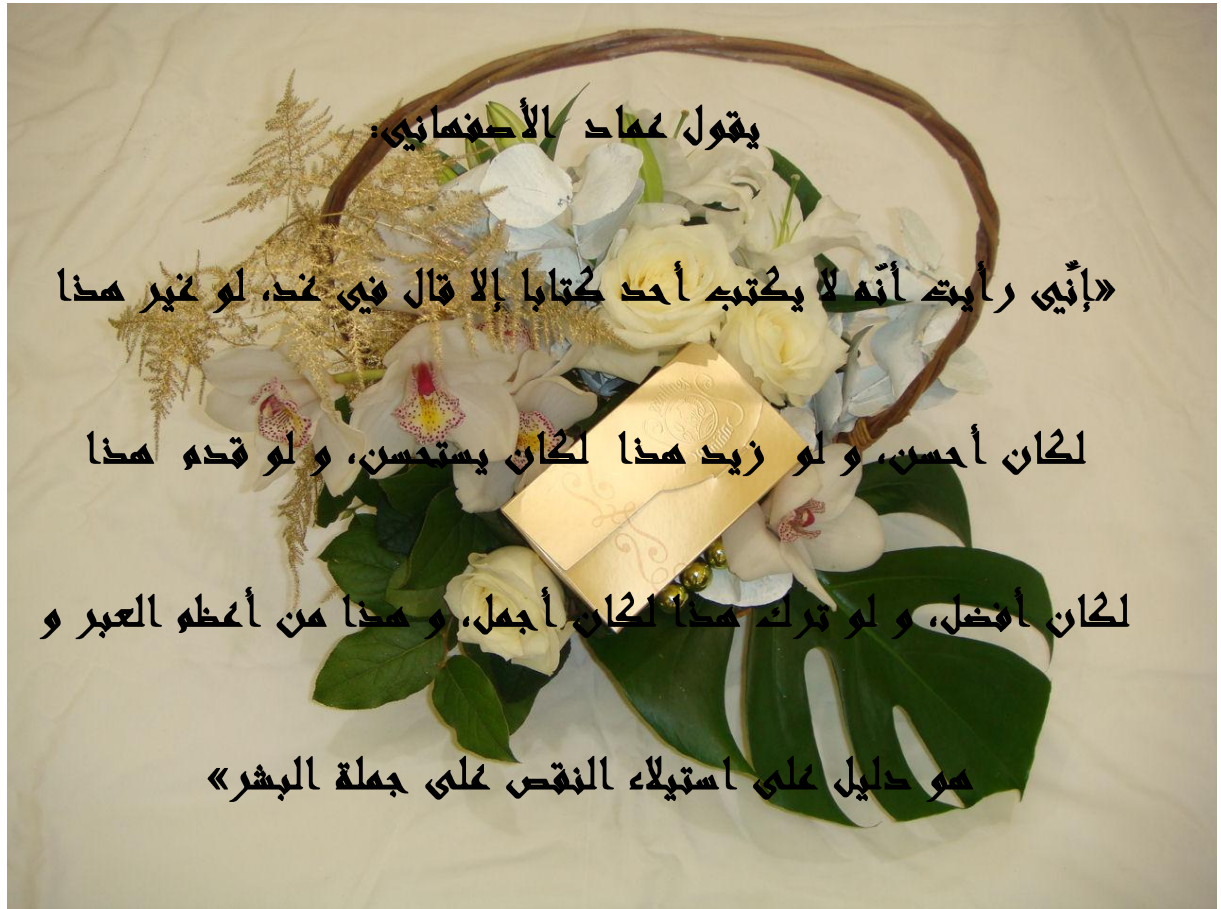 يقول عماد الأصفهاني:
«إنّي رأيت أنّه لا يكتب أحد كتابا إلا قال في غد، لو غير هذا
لكان أحسن، و لو زيد هذا لكان يستحسن، و لو قدم هذا
لكان أفضل، و لو ترك هذا لكان أجمل، و هذا من أعظم العبر و
هو دليل على استيلاء النقص على جملة البشر»